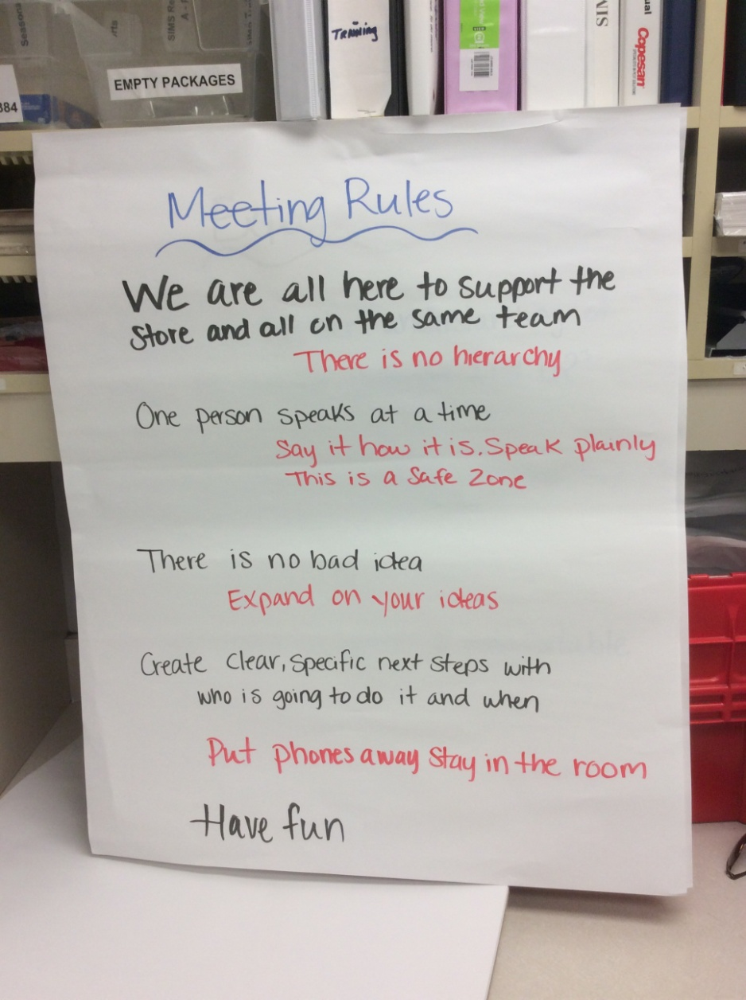 Seasona
SIMS Re
A -
EMPTY PACKAGES
384
Training
Copesan
Meeting Rules
We are all here to support the
store and all on the same team
There is no hierarchy
One person speaks at a time
Say it how it is. Speak plainly
This is a Safe Zone
There is no bad idea
Expand on your ideas
Create clear, specific next steps with
who is going to do it and when
Put phones away stay in the room
Have fun